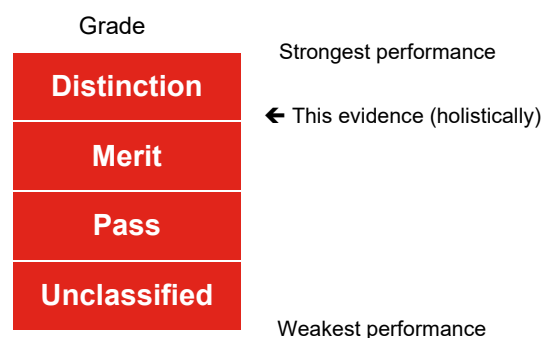 Grade
Strongest performance
Distinction
🡰 This evidence (holistically)
Merit
Pass
Unclassified
Weakest performance